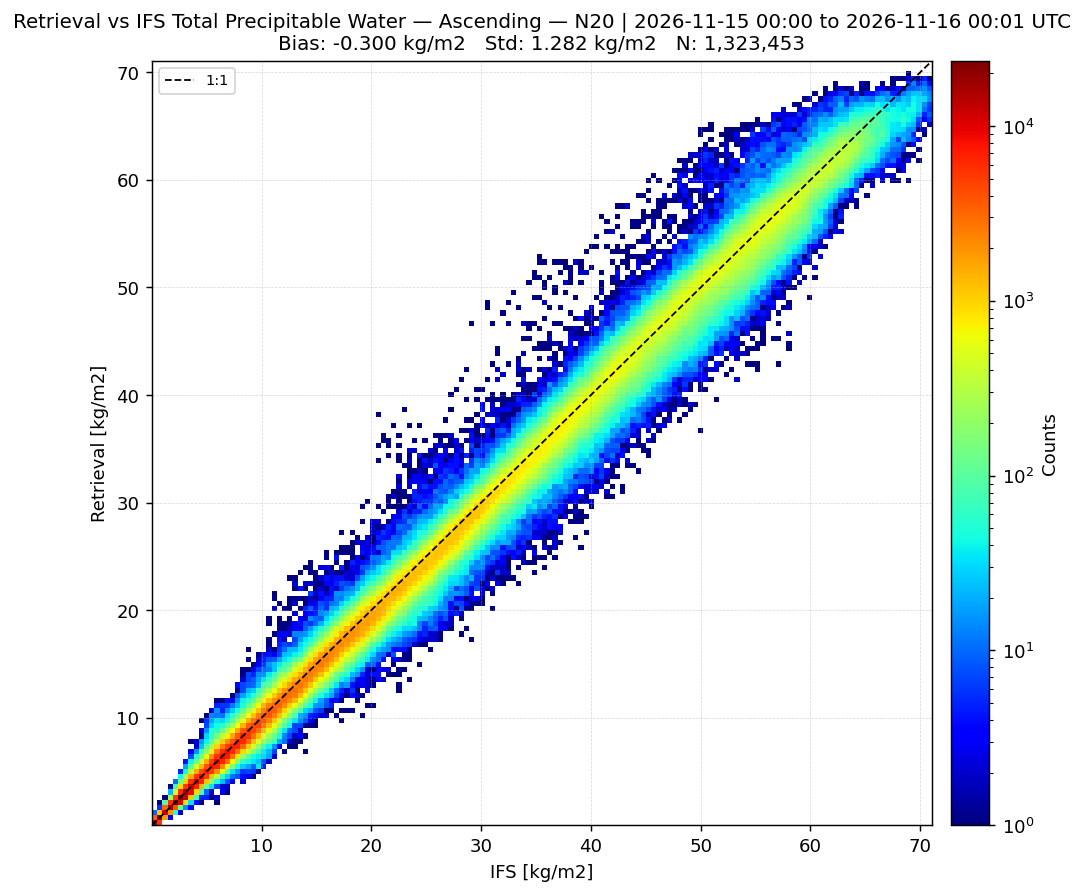 Retrieval vs IFS Total Precipitable Water — Ascending — N20 | 2026-11-15 00:00 to 2026-11-16 00:01 UTC
Bias: -0.300 kg/m2   Std: 1.282 kg/m2   N: 1,323,453
1:1
70
60
50
40
30
20
10
Retrieval [kg/m2]
10 20 30 40 50 60 70
IFS [kg/m2]
10^4
10^3
10^2
10^1
10^0
Counts